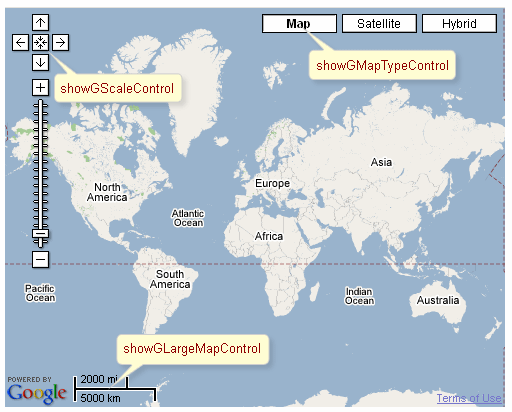 Map Satellite Hybrid
showGMapTypeControl
showGScaleControl
Asia
Europe
North
America
Atlantic
Ocean
Africa
South
America
Pacific
Ocean
Indian
Ocean
Australia
showGLargeMapControl
POWERED BY
Google
2000 mi
5000 km
Terms of Use